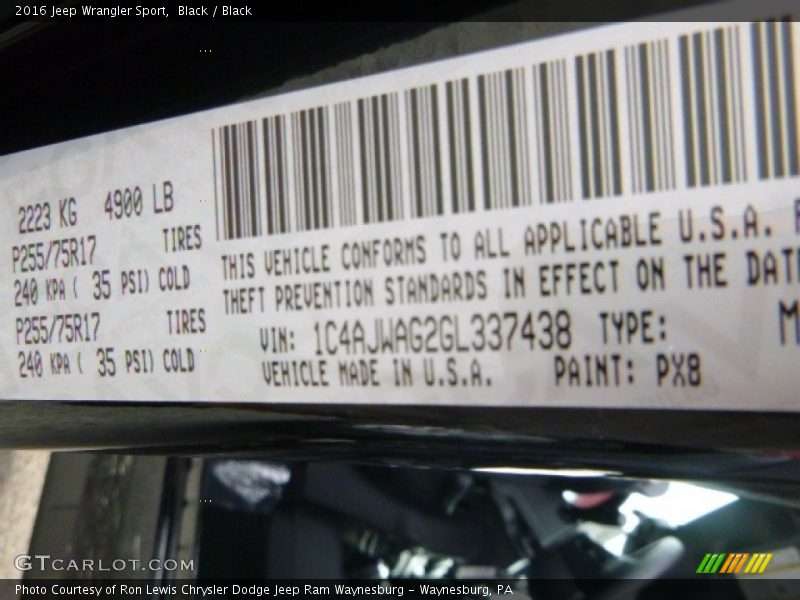 2016 Jeep Wrangler Sport,  Black / Black
2223 KG 4900 LB
P255/75R17 TIRES
240 KPA ( 35 PSI) COLD
P255/75R17 TIRES
240 KPA ( 35 PSI) COLD
THIS VEHICLE CONFORMS TO ALL APPLICABLE U.S.A.
THEFT PREVENTION STANDARDS IN EFFECT ON THE DAT
VIN: 1C4AJWAG2GL337438 TYPE: M
VEHICLE MADE IN U.S.A. PAINT: PX8
GTCARLOT.COM
Photo Courtesy of Ron Lewis Chrysler Dodge Jeep Ram Waynesburg - Waynesburg, PA